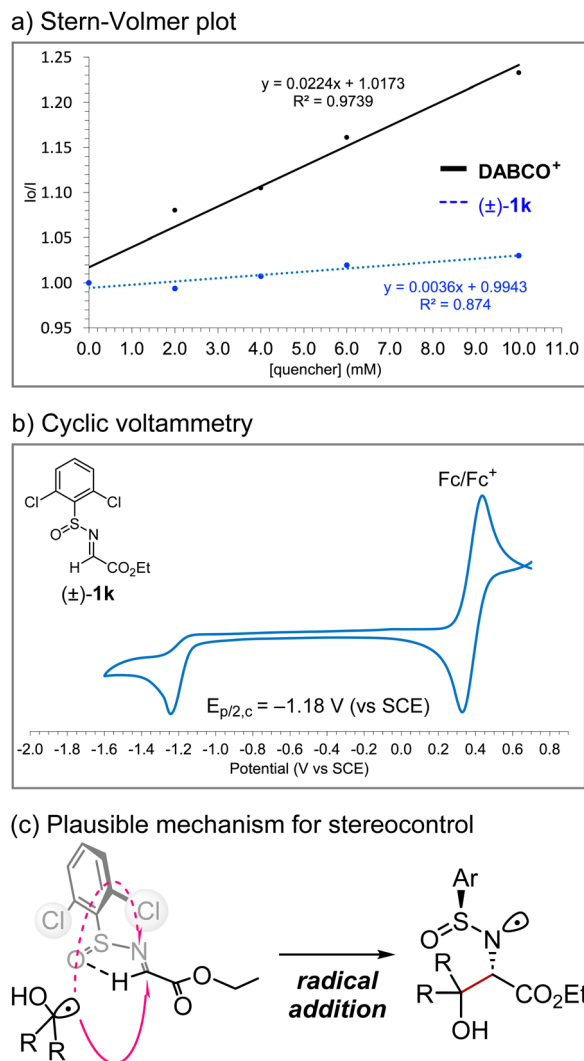 a) Stern-Volmer plot
1.25
1.20
1.15
1.10
1.05
1.00
0.95
Io/I
y = 0.0224x + 1.0173
R² = 0.9739
DABCO⁺
(±)-1k
y = 0.0036x + 0.9943
R² = 0.874
0.0 1.0 2.0 3.0 4.0 5.0 6.0 7.0 8.0 9.0 10.0 11.0
[quencher] (mM)
b) Cyclic voltammetry
Cl Cl
S
O N
H CO₂Et
(±)-1k
Fc/Fc⁺
E_p/2,c = –1.18 V (vs SCE)
-2.0 -1.8 -1.6 -1.4 -1.2 -1.0 -0.8 -0.6 -0.4 -0.2 0.0 0.2 0.4 0.6 0.8
Potential (V vs SCE)
(c) Plausible mechanism for stereocontrol
Cl Cl
S N
O H O
O
HO
R
R
radical
addition
Ar
S N
O
R
R CO₂Et
OH